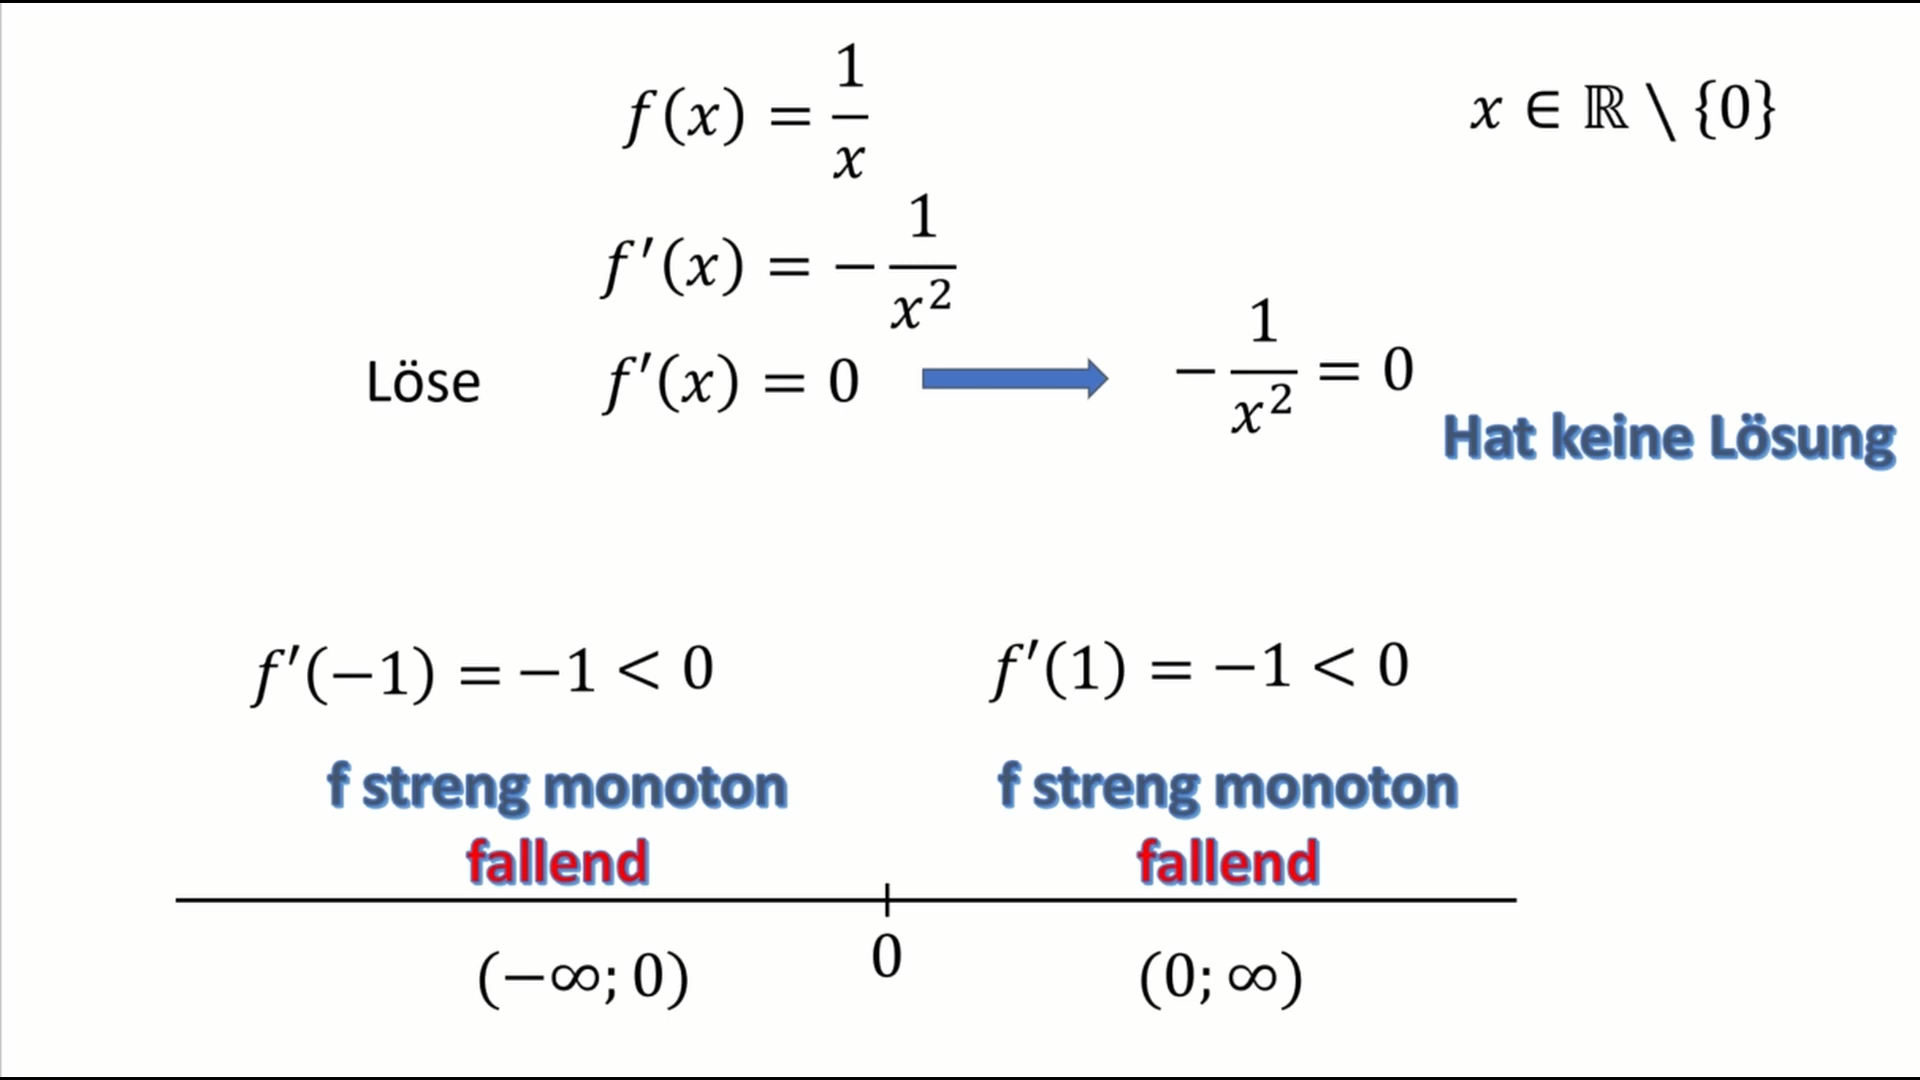 f(x) = 1/x    x ∈ ℝ \ {0}
f′(x) = − 1/x²
Löse f′(x) = 0    − 1/x² = 0
Hat keine Lösung
f′(−1) = −1 < 0    f′(1) = −1 < 0
f streng monoton    f streng monoton
fallend    fallend
(−∞; 0)    0    (0; ∞)